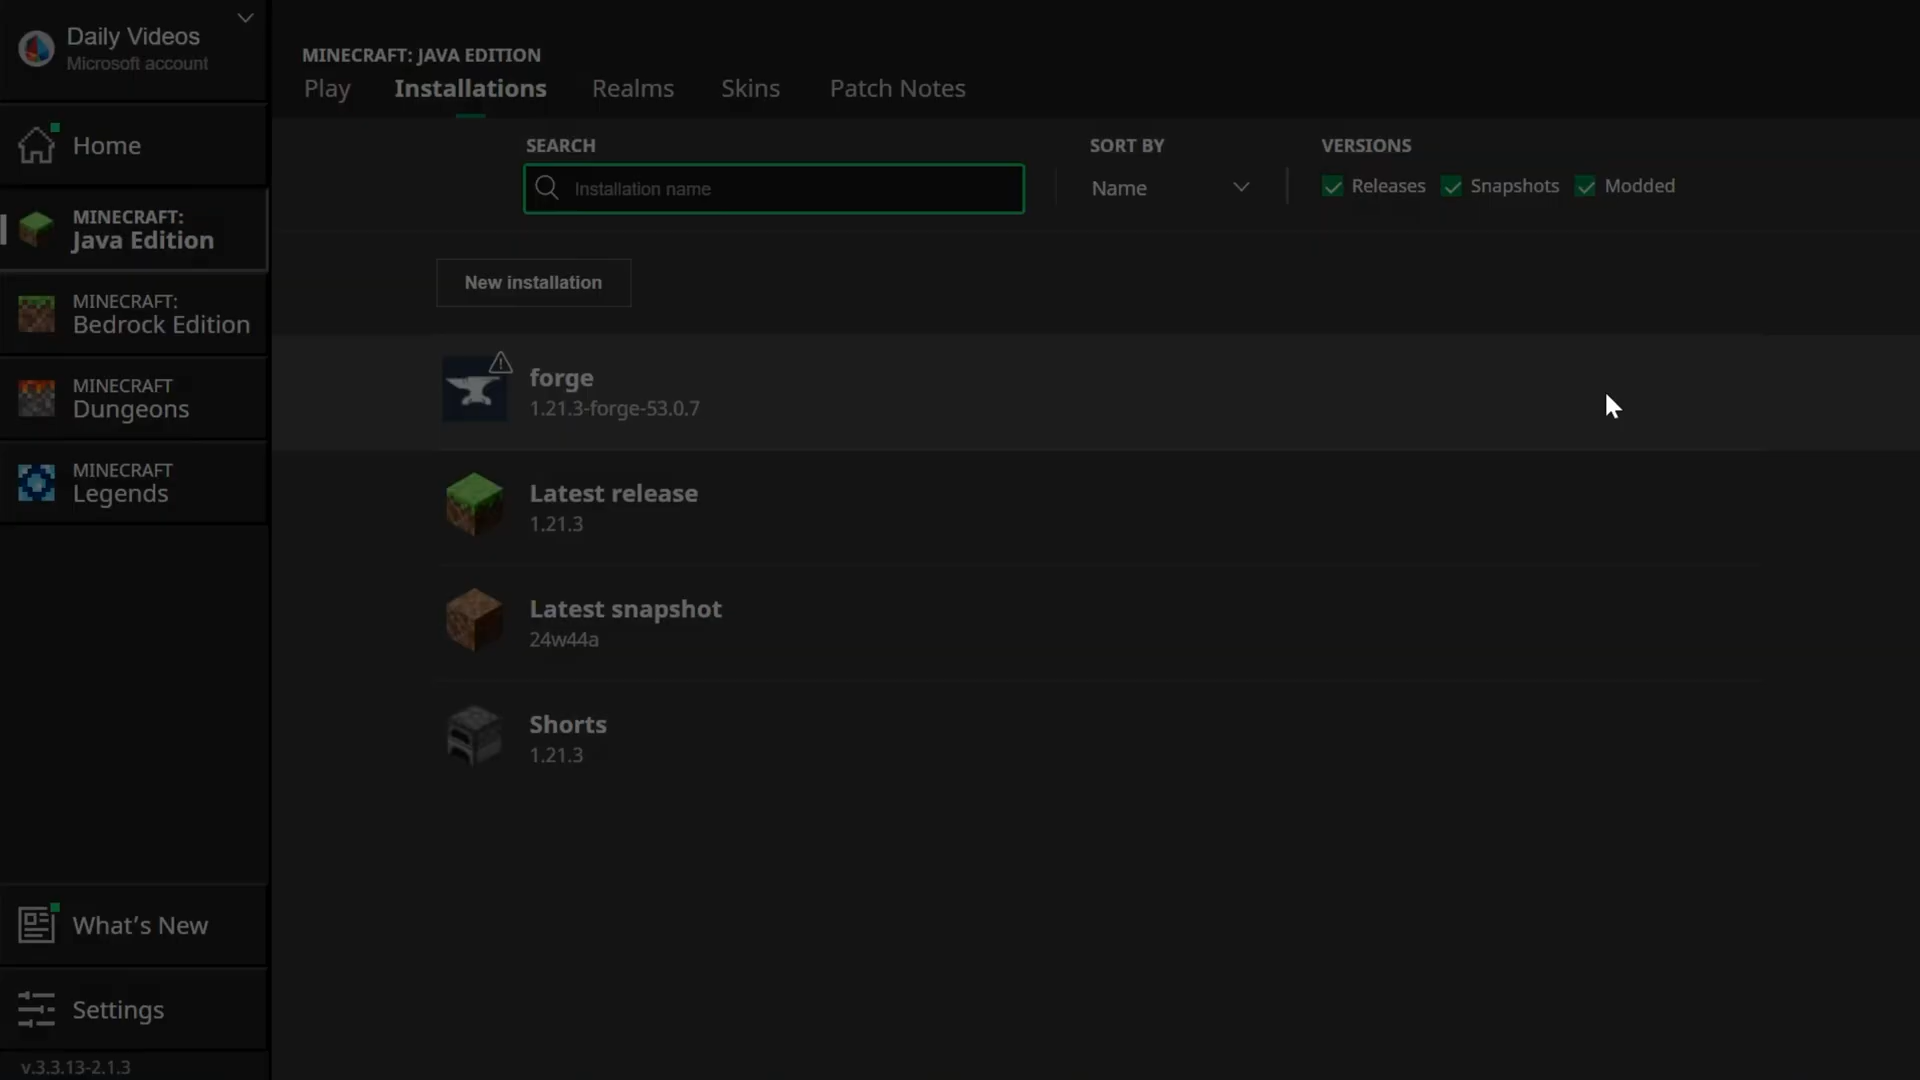 Daily Videos
Microsoft account
Home
MINECRAFT:
Java Edition
MINECRAFT:
Bedrock Edition
MINECRAFT
Dungeons
MINECRAFT
Legends
What's New
Settings
v.3.3.13-2.1.3
MINECRAFT: JAVA EDITION
Play Installations Realms Skins Patch Notes
SEARCH SORT BY VERSIONS
Installation name Name Releases Snapshots Modded
New installation
forge
1.21.3-forge-53.0.7
Latest release
1.21.3
Latest snapshot
24w44a
Shorts
1.21.3